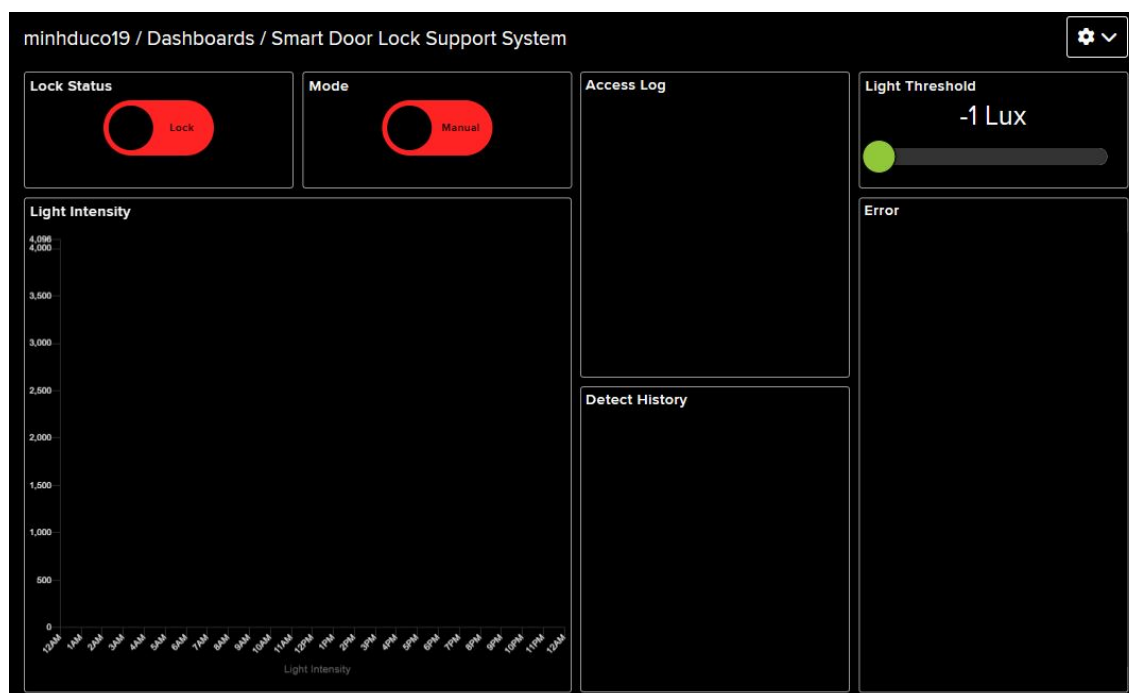 minhduco19 / Dashboards / Smart Door Lock Support System
Lock Status
Lock
Mode
Manual
Access Log
Light Threshold
-1 Lux
Light Intensity
4,096
4,000
3,500
3,000
2,500
2,000
1,500
1,000
500
0
12AM 1AM 2AM 3AM 4AM 5AM 6AM 7AM 8AM 9AM 10AM 11AM 12PM 1PM 2PM 3PM 4PM 5PM 6PM 7PM 8PM 9PM 10PM 11PM 12AM
Light Intensity
Detect History
Error